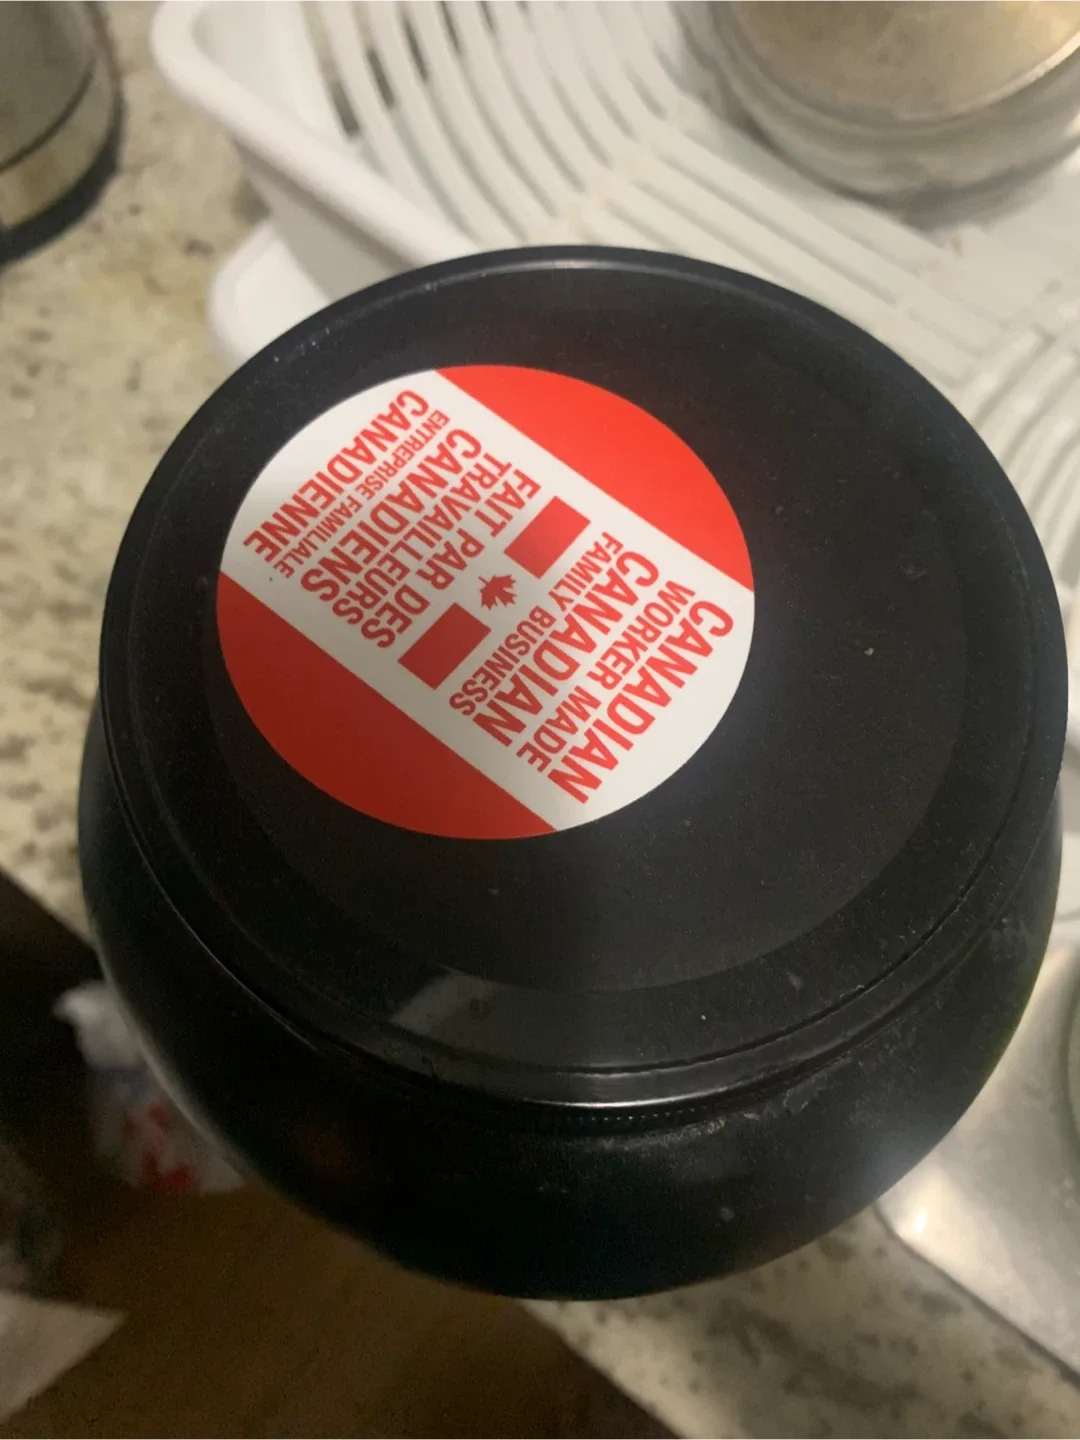 CANADIAN
WORKER MADE
CANADIAN
FAMILY BUSINESS
FAIT PAR DES
TRAVAILLEURS
CANADIENS
ENTREPRISE FAMILIALE
CANADIENNE